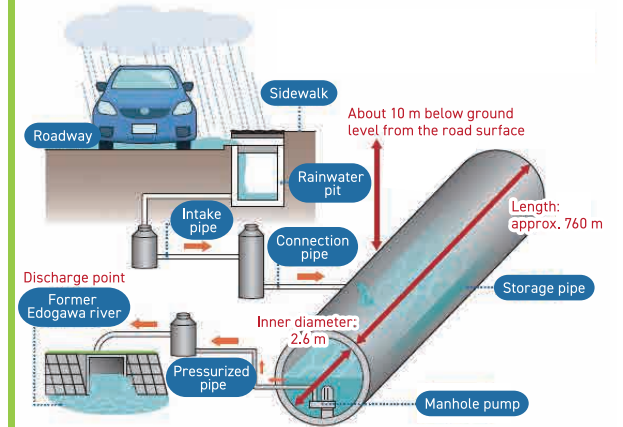 Sidewalk
Roadway
About 10 m below ground
level from the road surface
Rainwater
pit
Length:
approx. 760 m
Intake
pipe
Connection
pipe
Storage pipe
Discharge point
Former
Edogawa river
Inner diameter:
2.6 m
Pressurized
pipe
Manhole pump